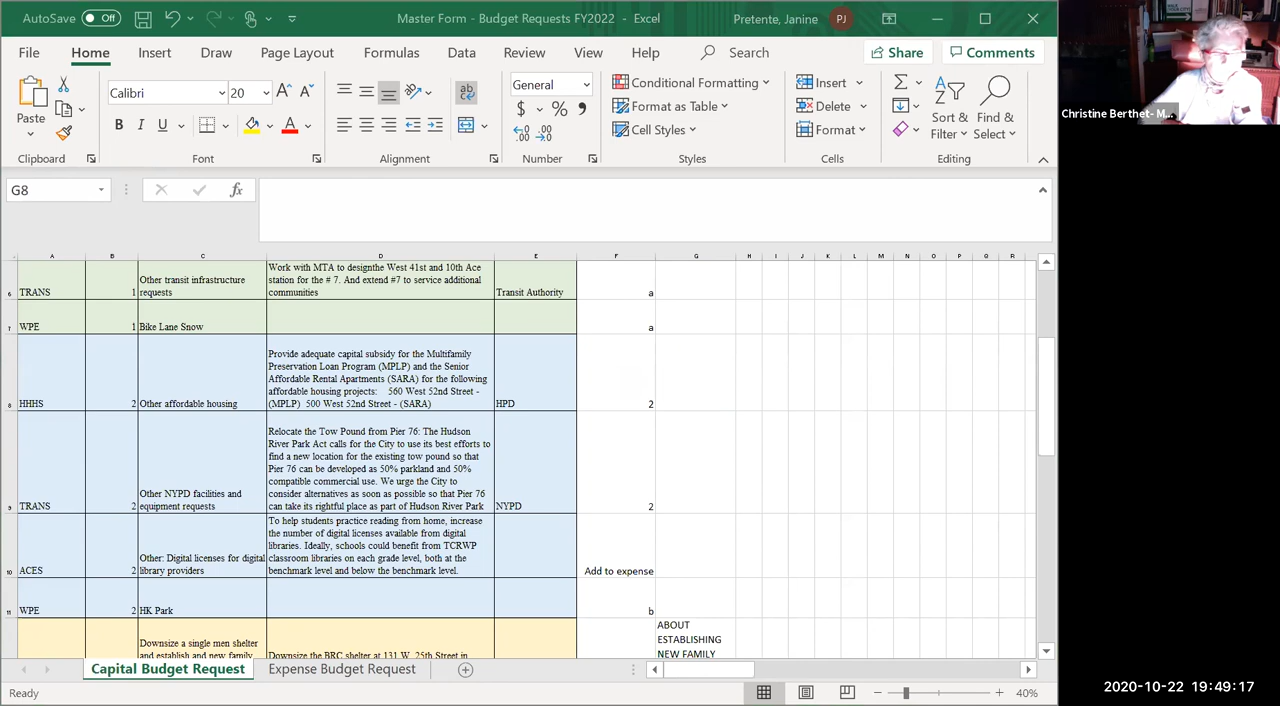 AutoSave Off Master Form - Budget Requests FY2022 - Excel Pretente, Janine PJ
File Home Insert Draw Page Layout Formulas Data Review View Help Search Share Comments
Paste
Clipboard
Calibri 20 A A
B I U A
Font
ab
Alignment
General
$ % ,
Number
Conditional Formatting
Format as Table
Cell Styles
Styles
Insert
Delete
Format
Cells
Sort & Filter
Find & Select
Editing
G8 fx
A B C D E F G H I J K L M N O P Q R
6 TRANS 1 Other transit infrastructure requests
Work with MTA to designthe West 41st and 10th Ace
station for the # 7. And extend #7 to service additional
communities
Transit Authority a
7 WPE 1 Bike Lane Snow a
8 HHHS 2 Other affordable housing
Provide adequate capital subsidy for the Multifamily
Preservation Loan Program (MPLP) and the Senior
Affordable Rental Apartments (SARA) for the following
affordable housing projects: 560 West 52nd Street -
(MPLP) 500 West 52nd Street - (SARA)
HPD 2
9 TRANS 2 Other NYPD facilities and
equipment requests
Relocate the Tow Pound from Pier 76: The Hudson
River Park Act calls for the City to use its best efforts to
find a new location for the existing tow pound so that
Pier 76 can be developed as 50% parkland and 50%
compatible commercial use. We urge the City to
consider alternatives as soon as possible so that Pier 76
can take its rightful place as part of Hudson River Park
NYPD 2
10 ACES 2 Other: Digital licenses for digital
library providers
To help students practice reading from home, increase
the number of digital licenses available from digital
libraries. Ideally, schools could benefit from TCRWP
classroom libraries on each grade level, both at the
benchmark level and below the benchmark level.
Add to expense
11 WPE 2 HK Park b
Downsize a single men shelter
and establish and new family
Downsize the BRC shelter at 131 W. 25th Street in
ABOUT
ESTABLISHING
NEW FAMILY
Capital Budget Request Expense Budget Request
Ready 40%
Christine Berthet- M...
2020-10-22 19:49:17